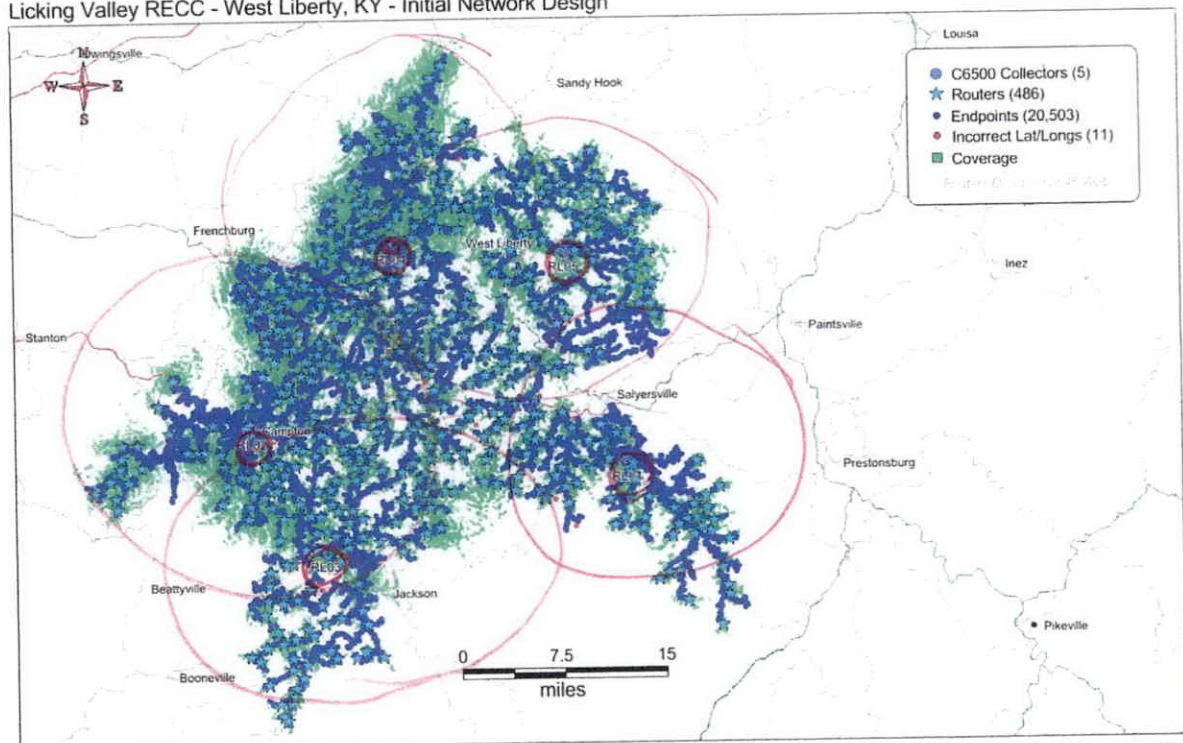 Licking Valley RECC - West Liberty, KY - Initial Network Design
N
W E
S
Sandy Hook
Louisa
C6500 Collectors (5)
Routers (486)
Endpoints (20,503)
Incorrect Lat/Longs (11)
Coverage
Frenchburg
West Liberty
Inez
Stanton
Paintsville
Salyersville
Prestonsburg
RL03
Beattyville
Jackson
Pikeville
Booneville
0 7.5 15
miles